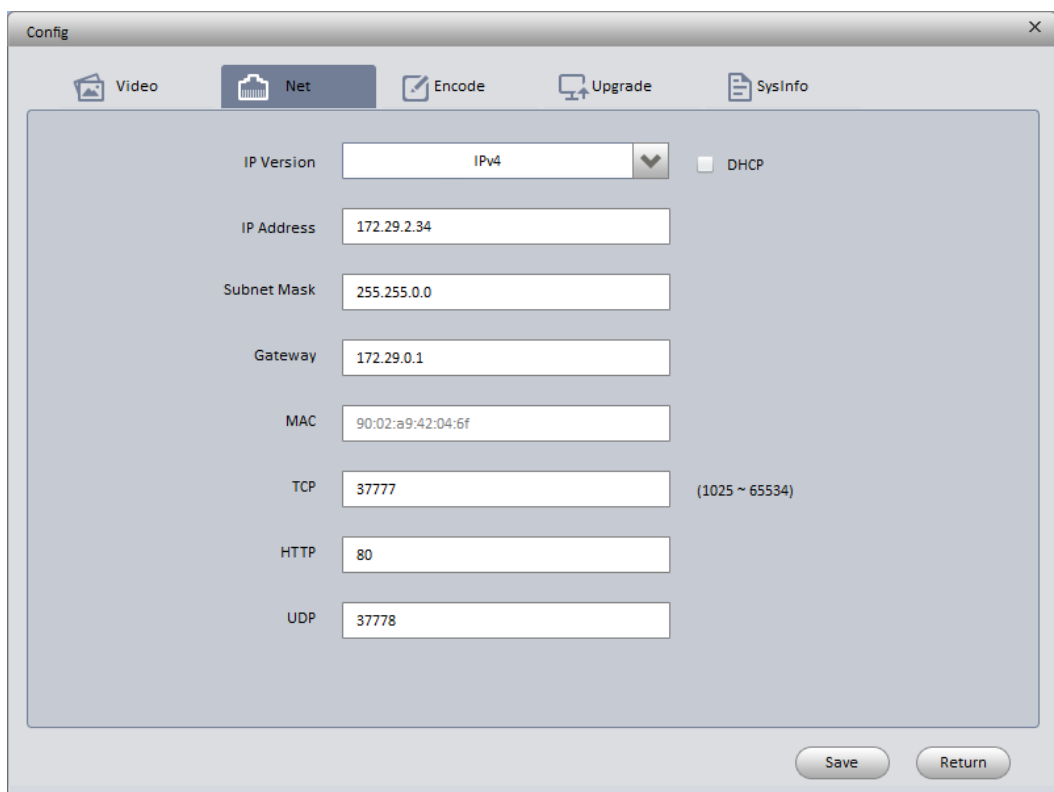 Config
Video Net Encode Upgrade SysInfo
IP Version IPv4 DHCP
IP Address 172.29.2.34
Subnet Mask 255.255.0.0
Gateway 172.29.0.1
MAC 90:02:a9:42:04:6f
TCP 37777 (1025 ~ 65534)
HTTP 80
UDP 37778
Save Return